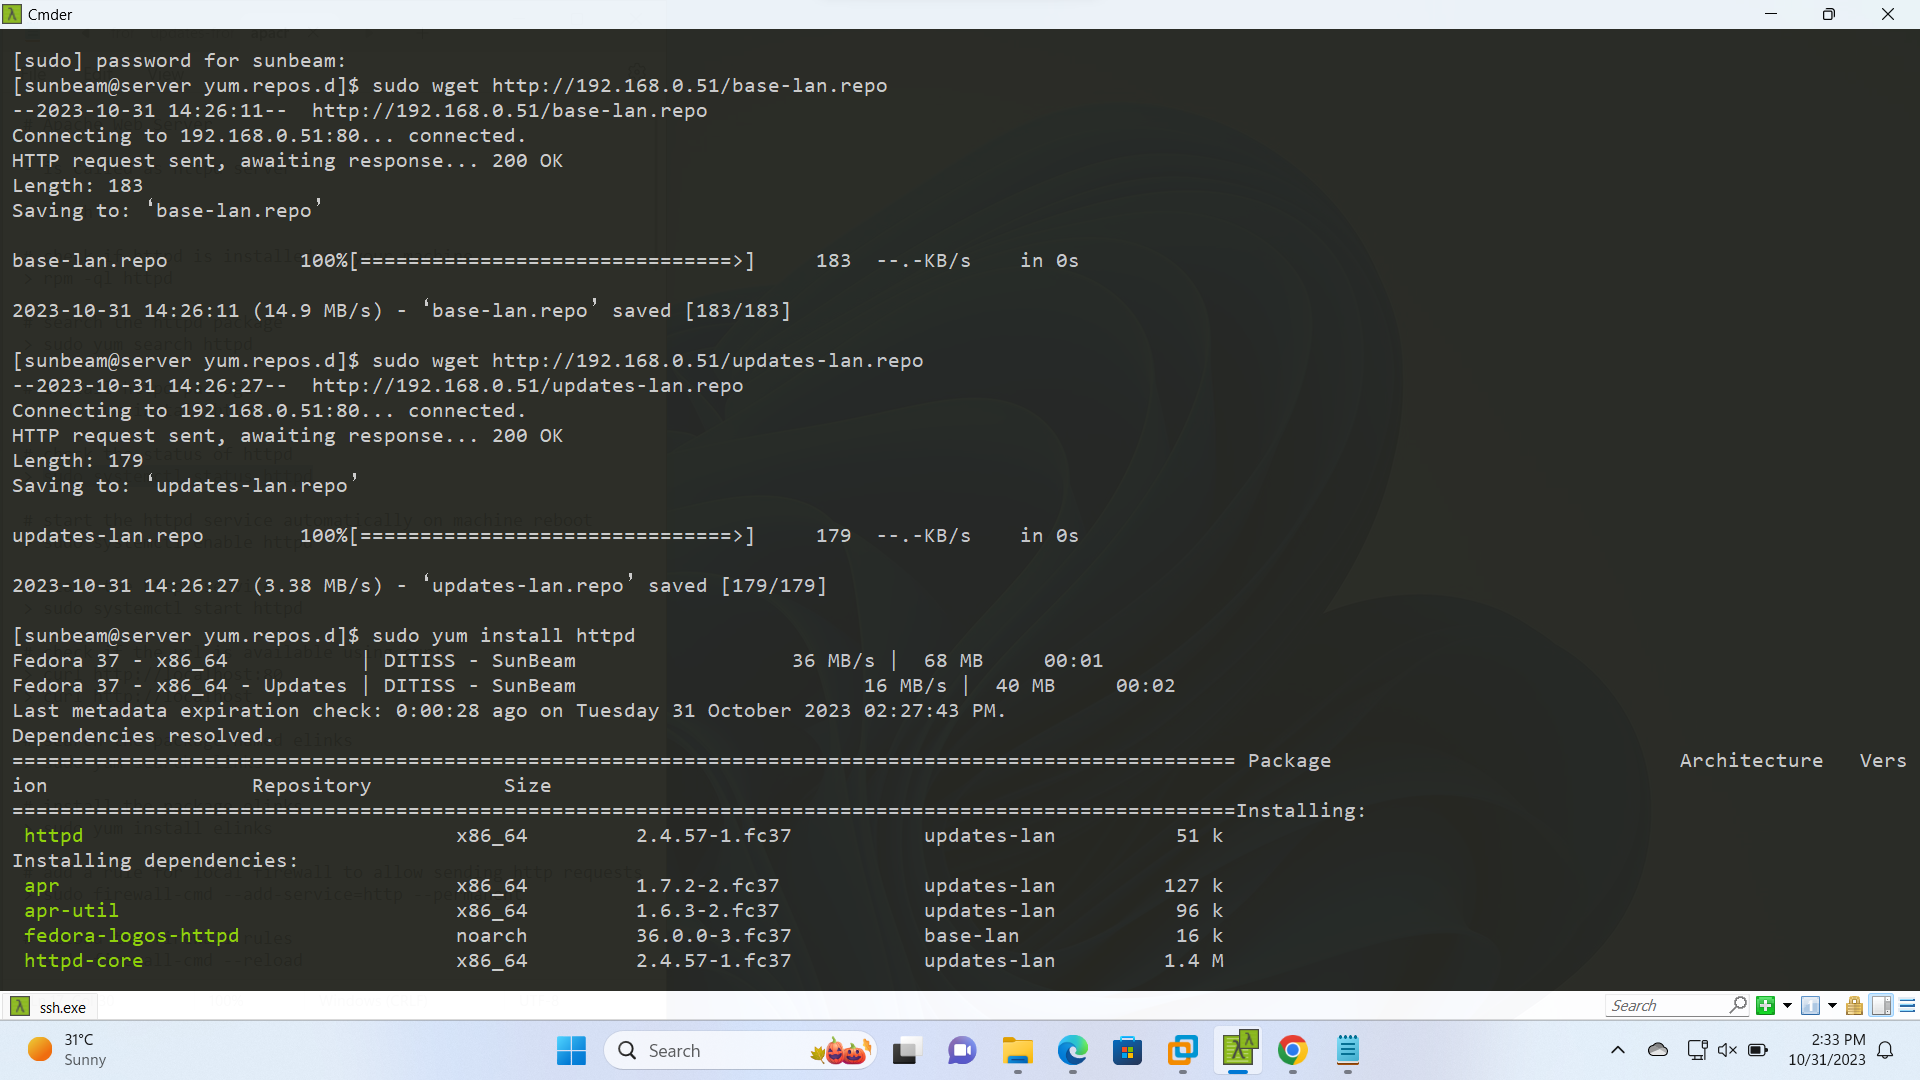 Cmder
[sudo] password for sunbeam:
[sunbeam@server yum.repos.d]$ sudo wget http://192.168.0.51/base-lan.repo
--2023-10-31 14:26:11--  http://192.168.0.51/base-lan.repo
Connecting to 192.168.0.51:80... connected.
HTTP request sent, awaiting response... 200 OK
Length: 183
Saving to: ‘base-lan.repo’
base-lan.repo           100%[===============================>]     183  --.-KB/s    in 0s
2023-10-31 14:26:11 (14.9 MB/s) - ‘base-lan.repo’ saved [183/183]
[sunbeam@server yum.repos.d]$ sudo wget http://192.168.0.51/updates-lan.repo
--2023-10-31 14:26:27--  http://192.168.0.51/updates-lan.repo
Connecting to 192.168.0.51:80... connected.
HTTP request sent, awaiting response... 200 OK
Length: 179
Saving to: ‘updates-lan.repo’
updates-lan.repo        100%[===============================>]     179  --.-KB/s    in 0s
2023-10-31 14:26:27 (3.38 MB/s) - ‘updates-lan.repo’ saved [179/179]
[sunbeam@server yum.repos.d]$ sudo yum install httpd
Fedora 37 - x86_64           | DITISS - SunBeam                  36 MB/s |  68 MB     00:01
Fedora 37 - x86_64 - Updates | DITISS - SunBeam                        16 MB/s |  40 MB     00:02
Last metadata expiration check: 0:00:28 ago on Tuesday 31 October 2023 02:27:43 PM.
Dependencies resolved.
====================================================================================================== Package                             Architecture   Vers
ion                 Repository           Size
======================================================================================================Installing:
httpd                               x86_64         2.4.57-1.fc37           updates-lan          51 k
Installing dependencies:
apr                                 x86_64         1.7.2-2.fc37            updates-lan         127 k
apr-util                            x86_64         1.6.3-2.fc37            updates-lan          96 k
fedora-logos-httpd                  noarch         36.0.0-3.fc37           base-lan             16 k
httpd-core                          x86_64         2.4.57-1.fc37           updates-lan         1.4 M
ssh.exe
Search
31°C
Sunny
Search
2:33 PM
10/31/2023